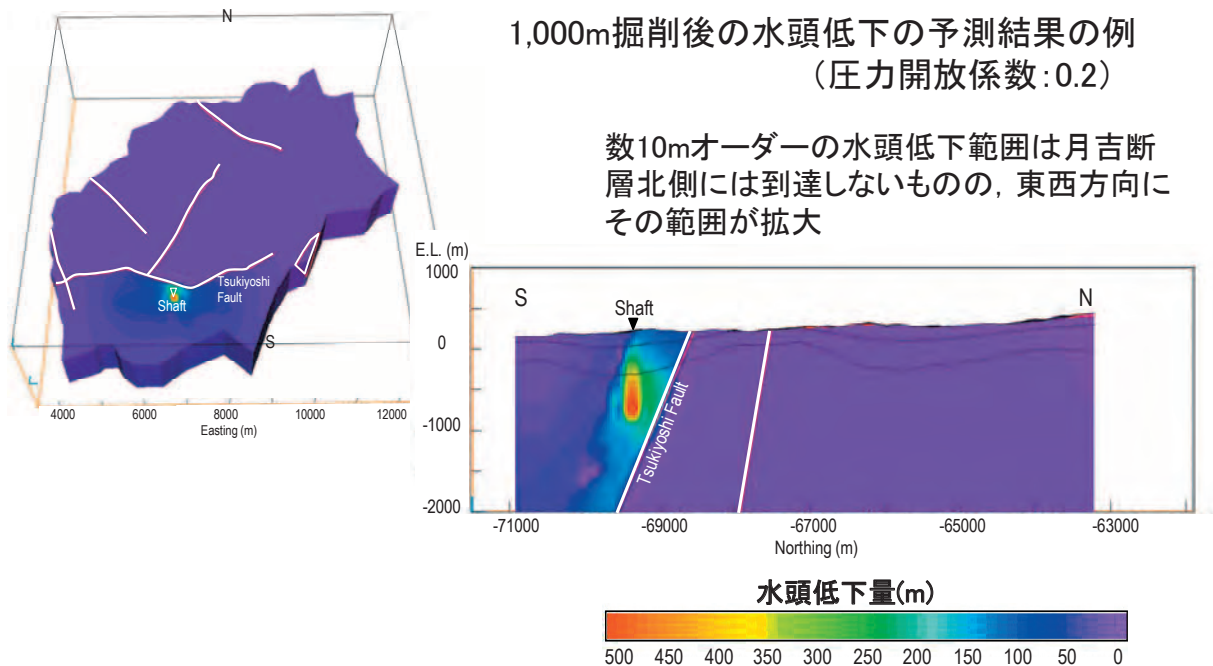 1,000m掘削後の水頭低下の予測結果の例
（圧力開放係数：0.2）
数10mオーダーの水頭低下範囲は月吉断
層北側には到達しないものの，東西方向に
その範囲が拡大
N
Tsukiyoshi
Fault
Shaft
S
4000 6000 8000 10000 12000
Easting (m)
E.L. (m)
1000
0
-1000
-2000
S
Shaft
N
Tsukiyoshi Fault
-71000 -69000 -67000 -65000 -63000
Northing (m)
水頭低下量(m)
500 450 400 350 300 250 200 150 100 50 0